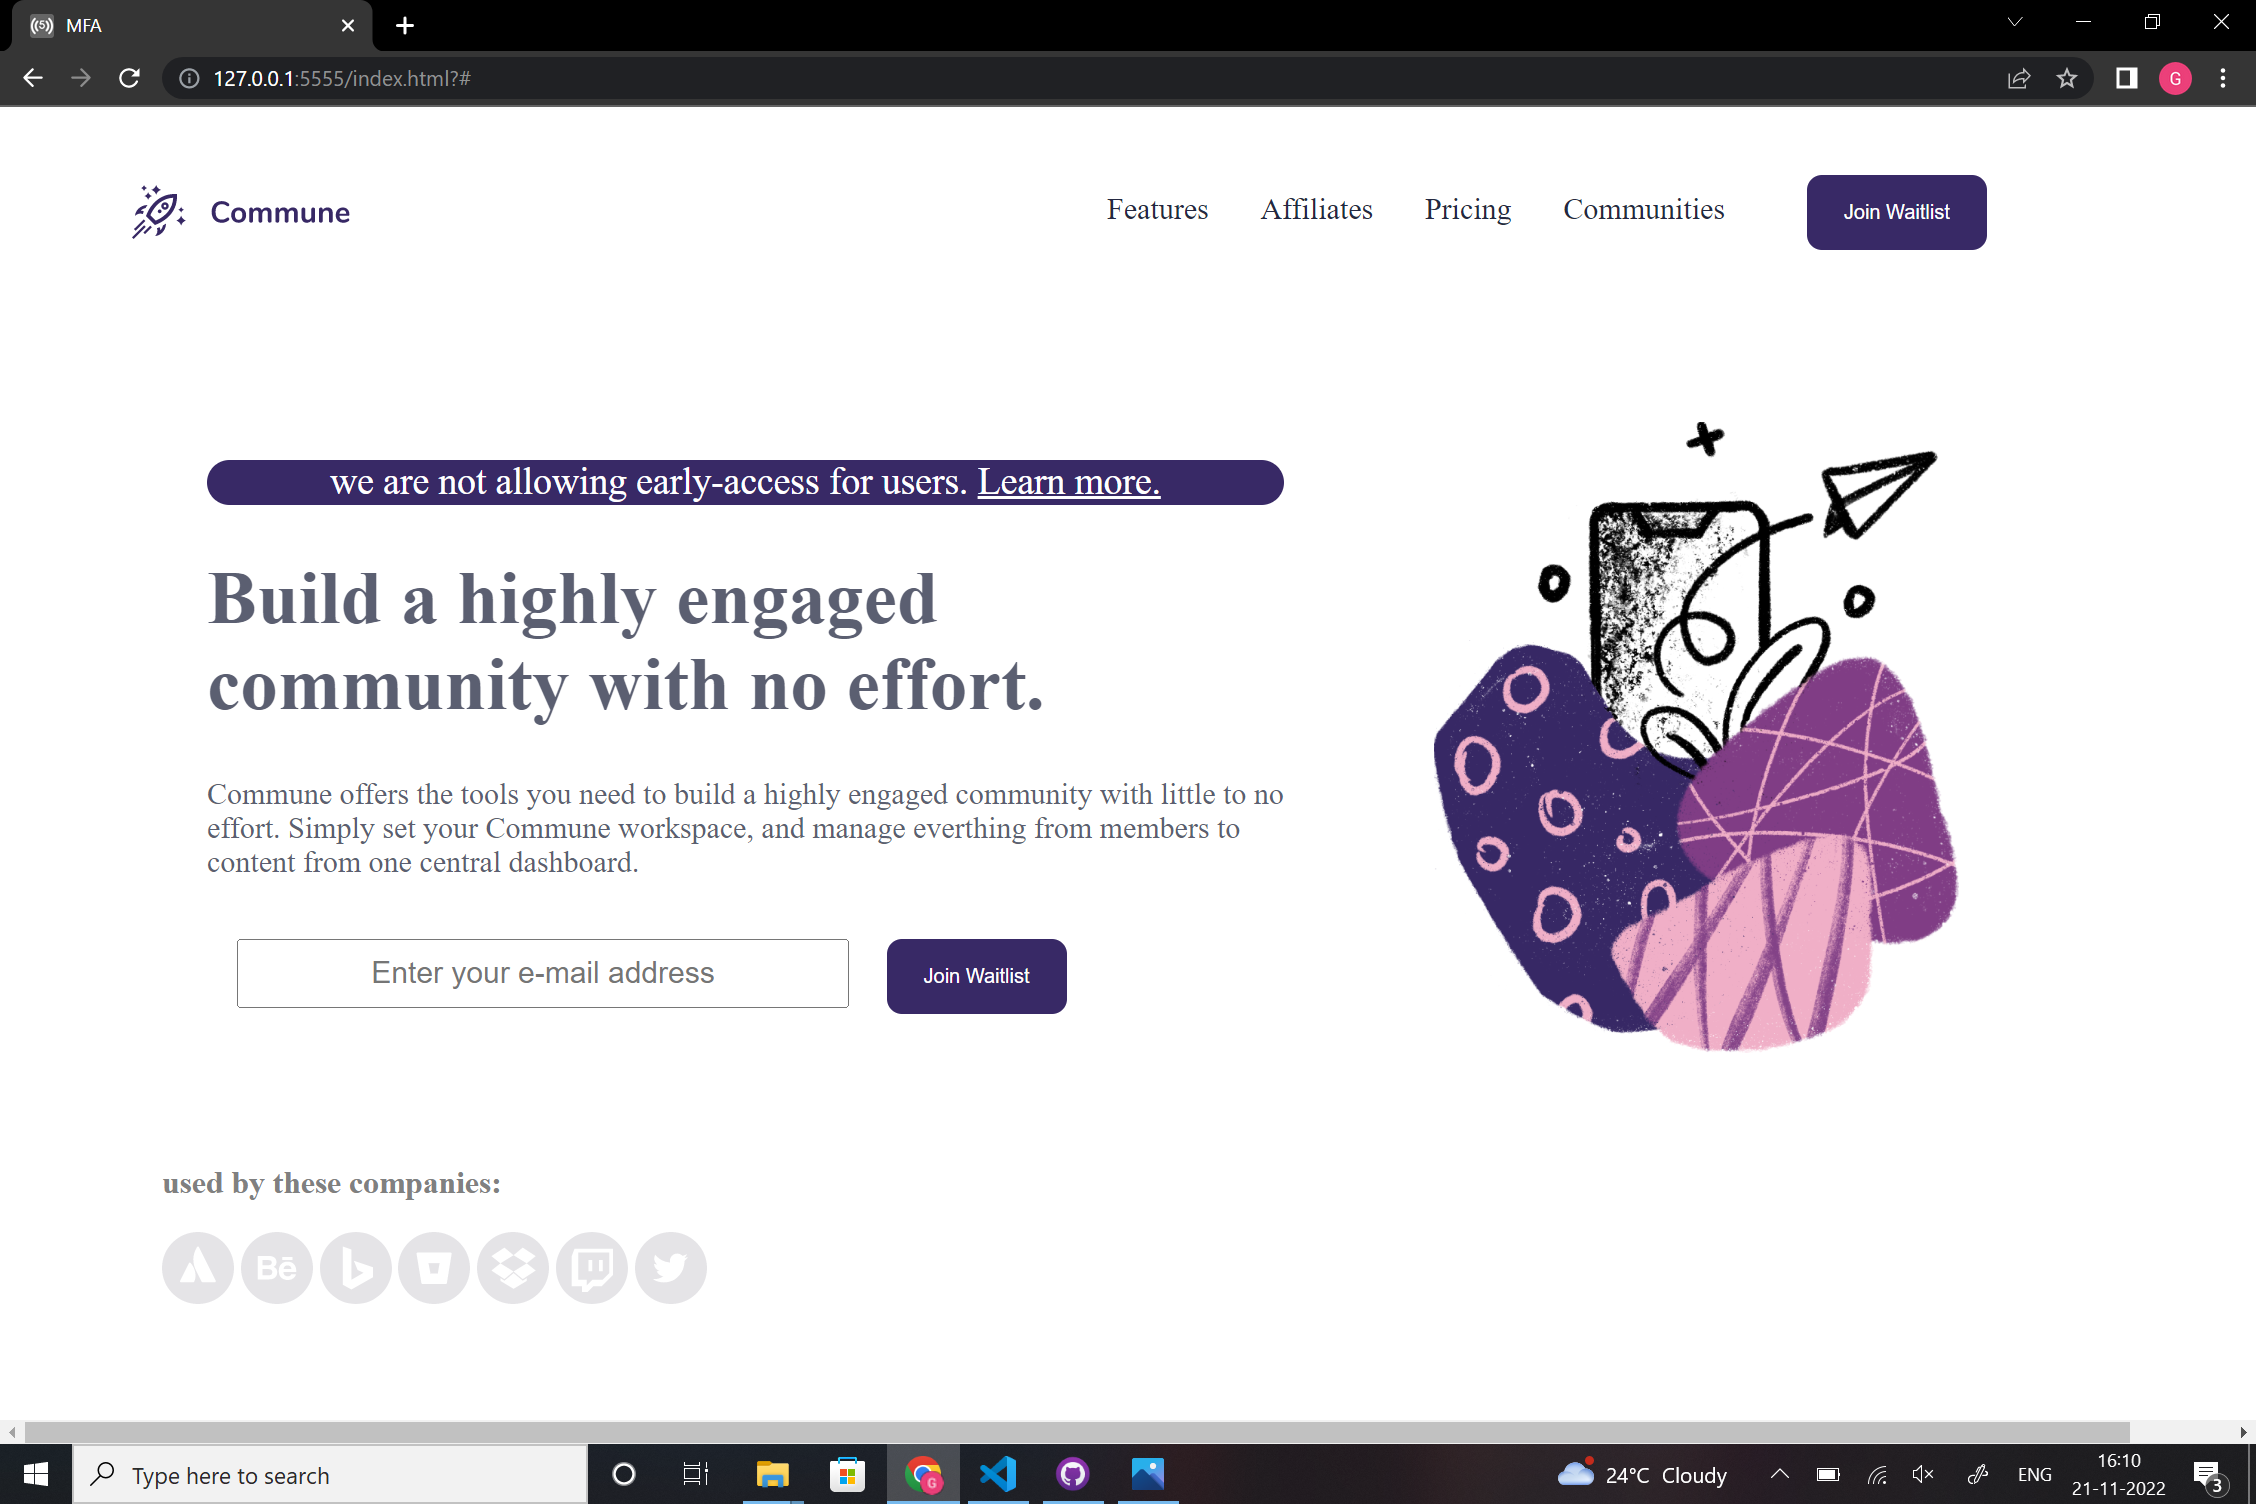 MFA
127.0.0.1:5555/index.html?#
G
Commune
Features Affiliates Pricing Communities Join Waitlist
we are not allowing early-access for users. Learn more.
Build a highly engaged
community with no effort.
Commune offers the tools you need to build a highly engaged community with little to no
effort. Simply set your Commune workspace, and manage everthing from members to
content from one central dashboard.
Enter your e-mail address Join Waitlist
used by these companies:
Bē
Type here to search
G
24°C Cloudy
ENG
16:10
21-11-2022
3